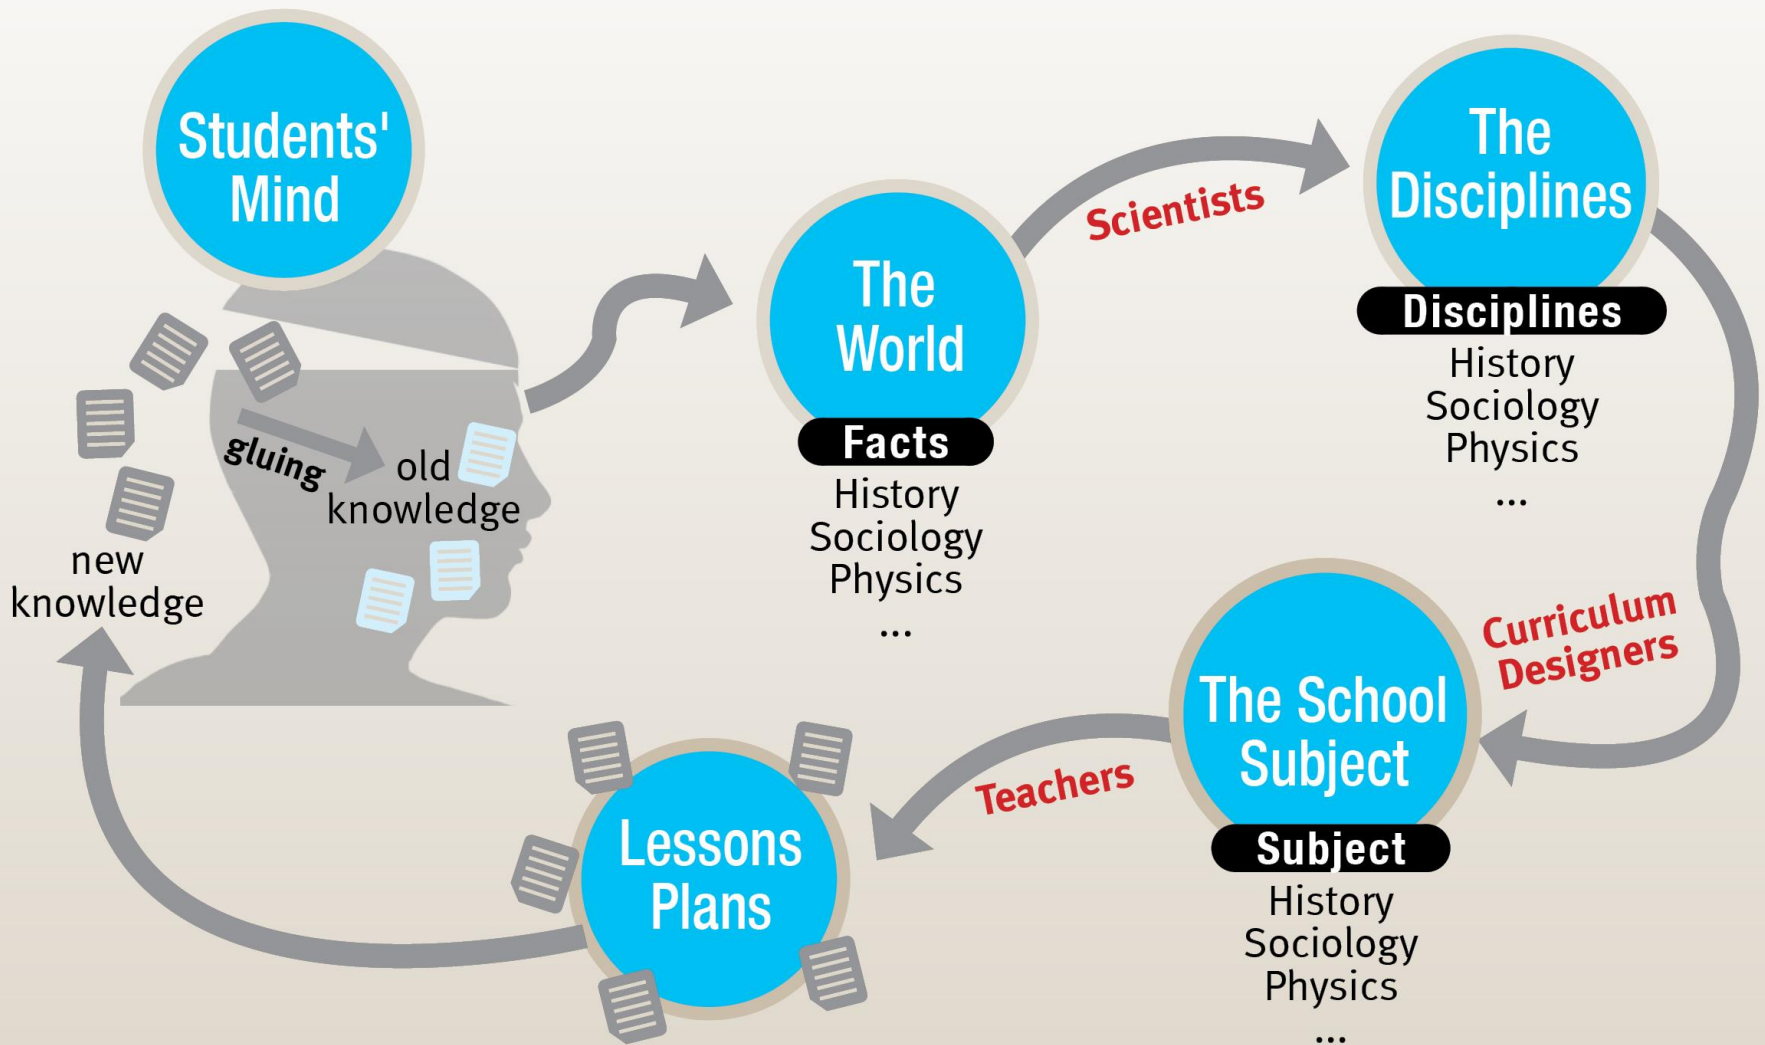 Students'
Mind
gluing
old
knowledge
new
knowledge
The
World
Facts
History
Sociology
Physics
...
Scientists
The
Disciplines
Disciplines
History
Sociology
Physics
...
Curriculum
Designers
The School
Subject
Subject
History
Sociology
Physics
...
Teachers
Lessons
Plans